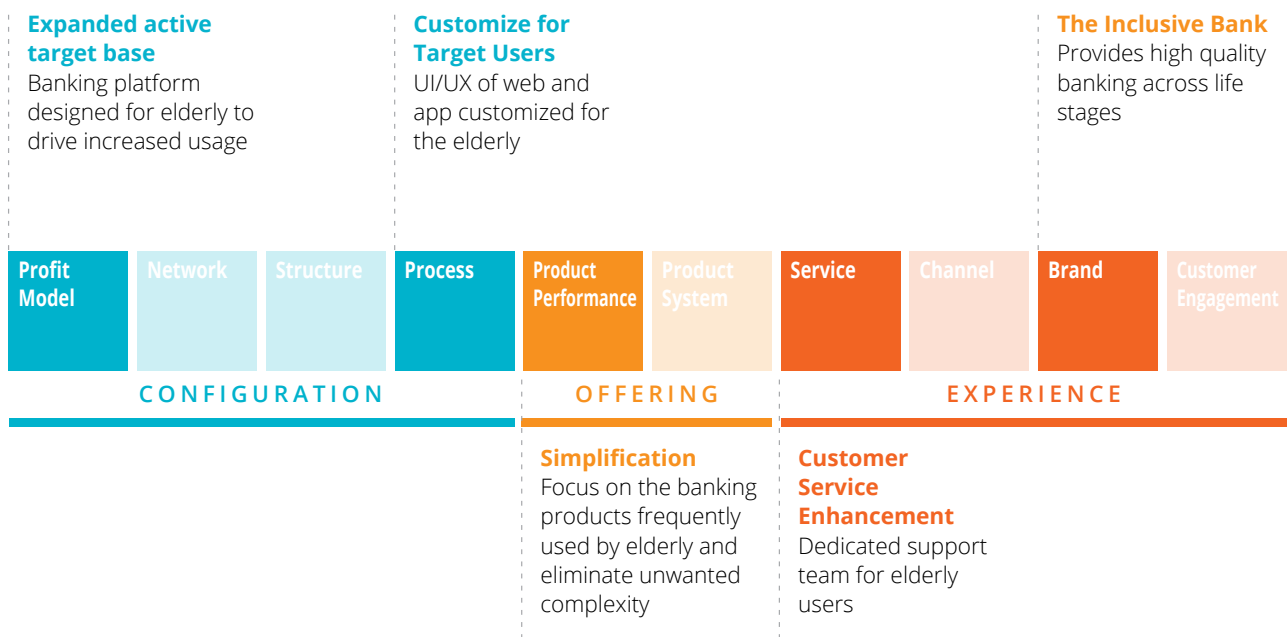 Expanded active
target base
Banking platform
designed for elderly to
drive increased usage
Customize for
Target Users
UI/UX of web and
app customized for
the elderly
The Inclusive Bank
Provides high quality
banking across life
stages
Profit
Model
Network
Structure
Process
Product
Performance
Product
System
Service
Channel
Brand
Customer
Engagement
CONFIGURATION
OFFERING
EXPERIENCE
Simplification
Focus on the banking
products frequently
used by elderly and
eliminate unwanted
complexity
Customer
Service
Enhancement
Dedicated support
team for elderly
users